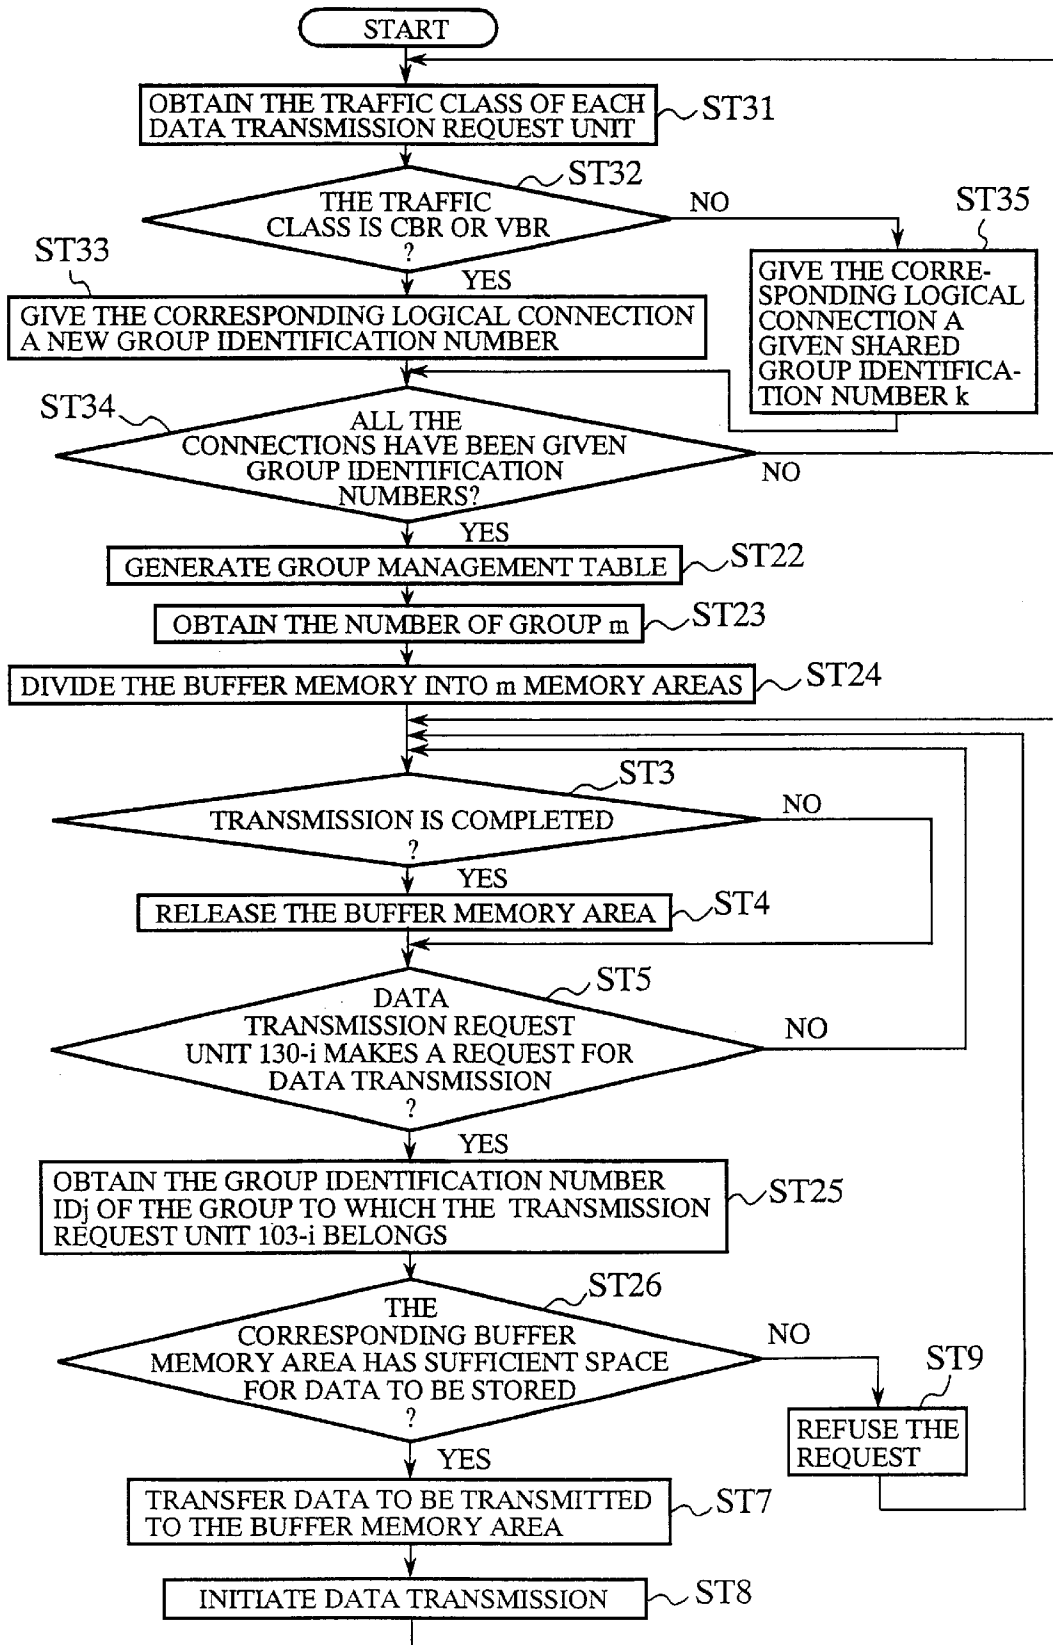 START
OBTAIN THE TRAFFIC CLASS OF EACH
DATA TRANSMISSION REQUEST UNIT
ST31
THE TRAFFIC
CLASS IS CBR OR VBR
?
ST32
NO
YES
ST33
GIVE THE CORRESPONDING LOGICAL CONNECTION
A NEW GROUP IDENTIFICATION NUMBER
ST35
GIVE THE CORRE-
SPONDING LOGICAL
CONNECTION A
GIVEN SHARED
GROUP IDENTIFICA-
TION NUMBER k
ST34
ALL THE
CONNECTIONS HAVE BEEN GIVEN
GROUP IDENTIFICATION
NUMBERS?
NO
YES
GENERATE GROUP MANAGEMENT TABLE
ST22
OBTAIN THE NUMBER OF GROUP m
ST23
DIVIDE THE BUFFER MEMORY INTO m MEMORY AREAS
ST24
ST3
TRANSMISSION IS COMPLETED
?
NO
YES
RELEASE THE BUFFER MEMORY AREA
ST4
ST5
DATA
TRANSMISSION REQUEST
UNIT 130-i MAKES A REQUEST FOR
DATA TRANSMISSION
?
NO
YES
OBTAIN THE GROUP IDENTIFICATION NUMBER
IDj OF THE GROUP TO WHICH THE TRANSMISSION
REQUEST UNIT 103-i BELONGS
ST25
ST26
THE
CORRESPONDING BUFFER
MEMORY AREA HAS SUFFICIENT SPACE
FOR DATA TO BE STORED
?
NO
YES
ST9
REFUSE THE
REQUEST
TRANSFER DATA TO BE TRANSMITTED
TO THE BUFFER MEMORY AREA
ST7
INITIATE DATA TRANSMISSION
ST8